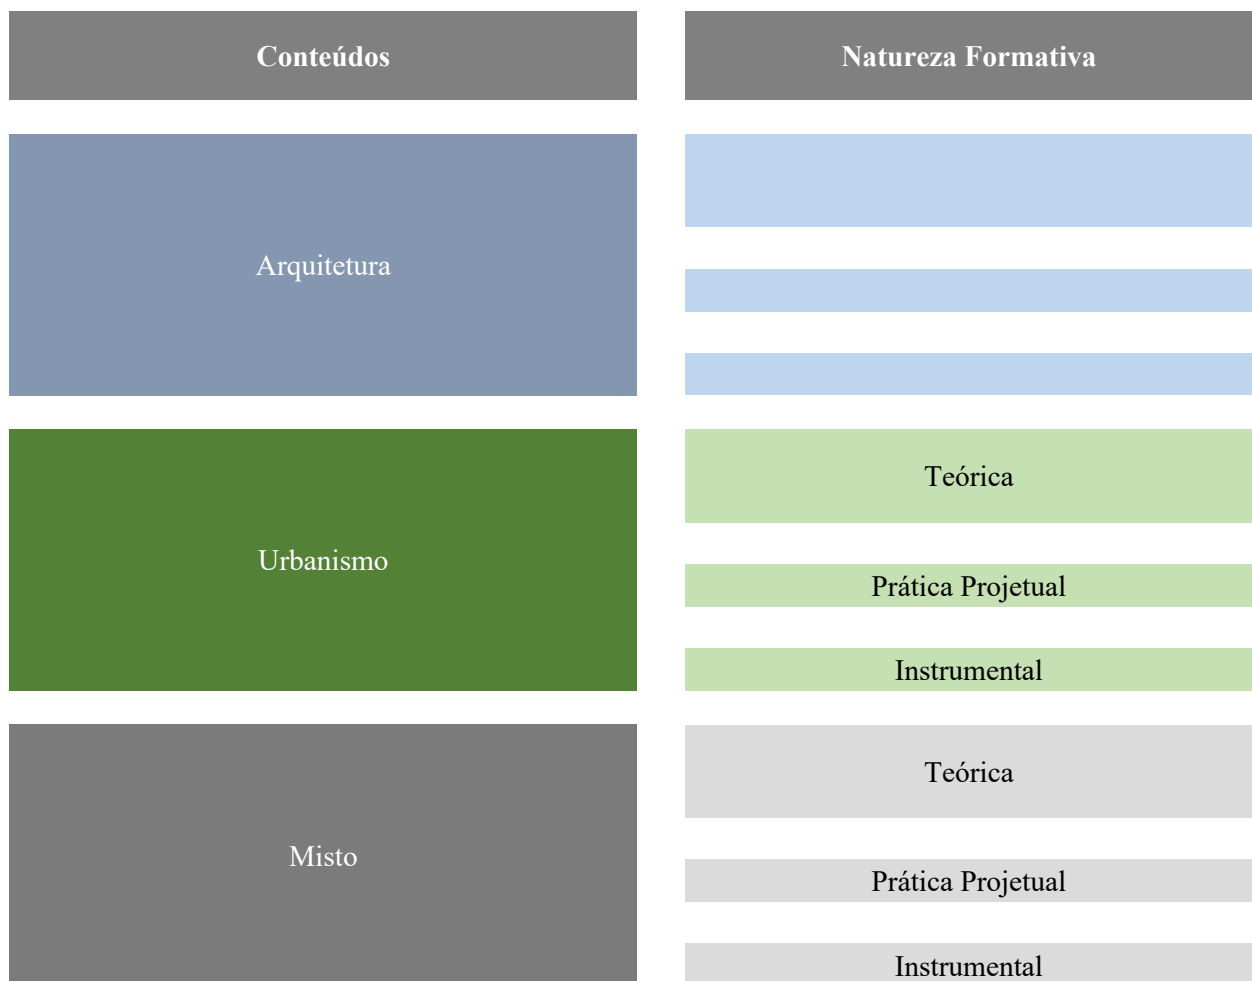 Conteúdos
Natureza Formativa
Arquitetura
Urbanismo
Teórica
Prática Projetual
Instrumental
Misto
Teórica
Prática Projetual
Instrumental